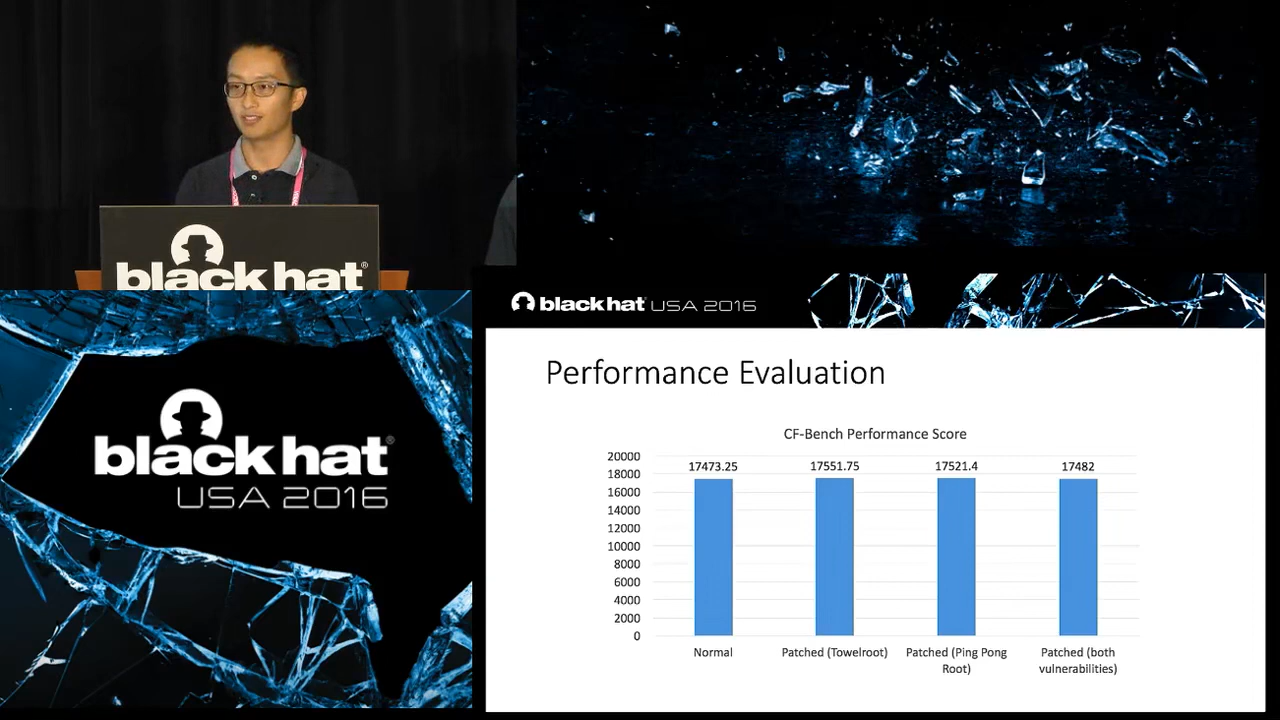 black hat®
black hat®
USA 2016
black hat USA 2016
Performance Evaluation
CF-Bench Performance Score
20000
18000
16000
14000
12000
10000
8000
6000
4000
2000
0
17473.25
17551.75
17521.4
17482
Normal
Patched (Towelroot)
Patched (Ping Pong
Root)
Patched (both
vulnerabilities)